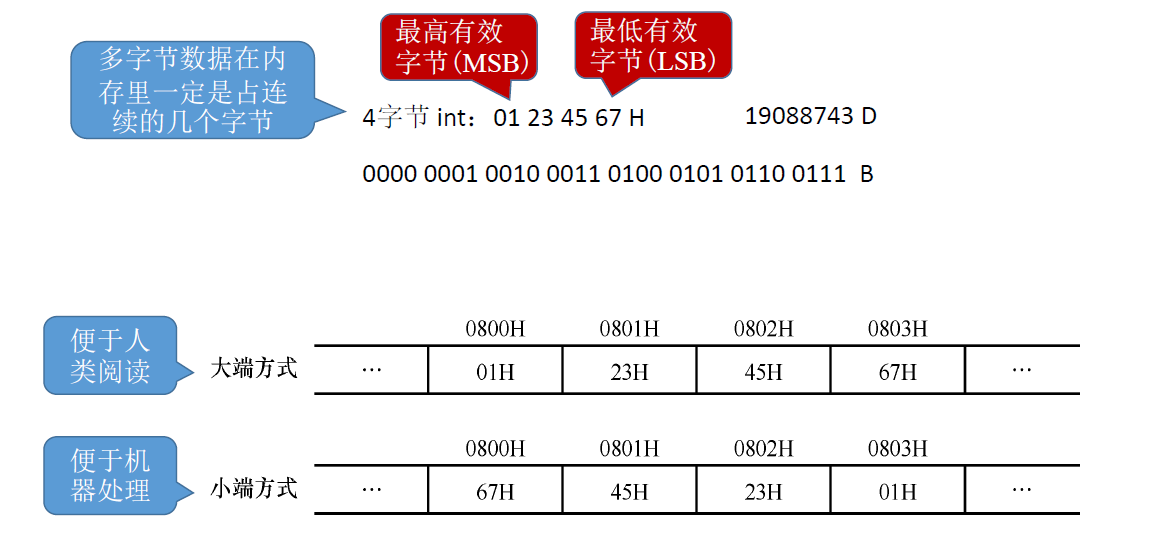 最高有效
字节(MSB)
最低有效
字节(LSB)
多字节数据在内
存里一定是占连
续的几个字节
4字节 int：01 23 45 67 H
19088743 D
0000 0001 0010 0011 0100 0101 0110 0111 B
便于人
类阅读
大端方式
0800H 0801H 0802H 0803H
… 01H 23H 45H 67H …
便于机
器处理
小端方式
0800H 0801H 0802H 0803H
… 67H 45H 23H 01H …